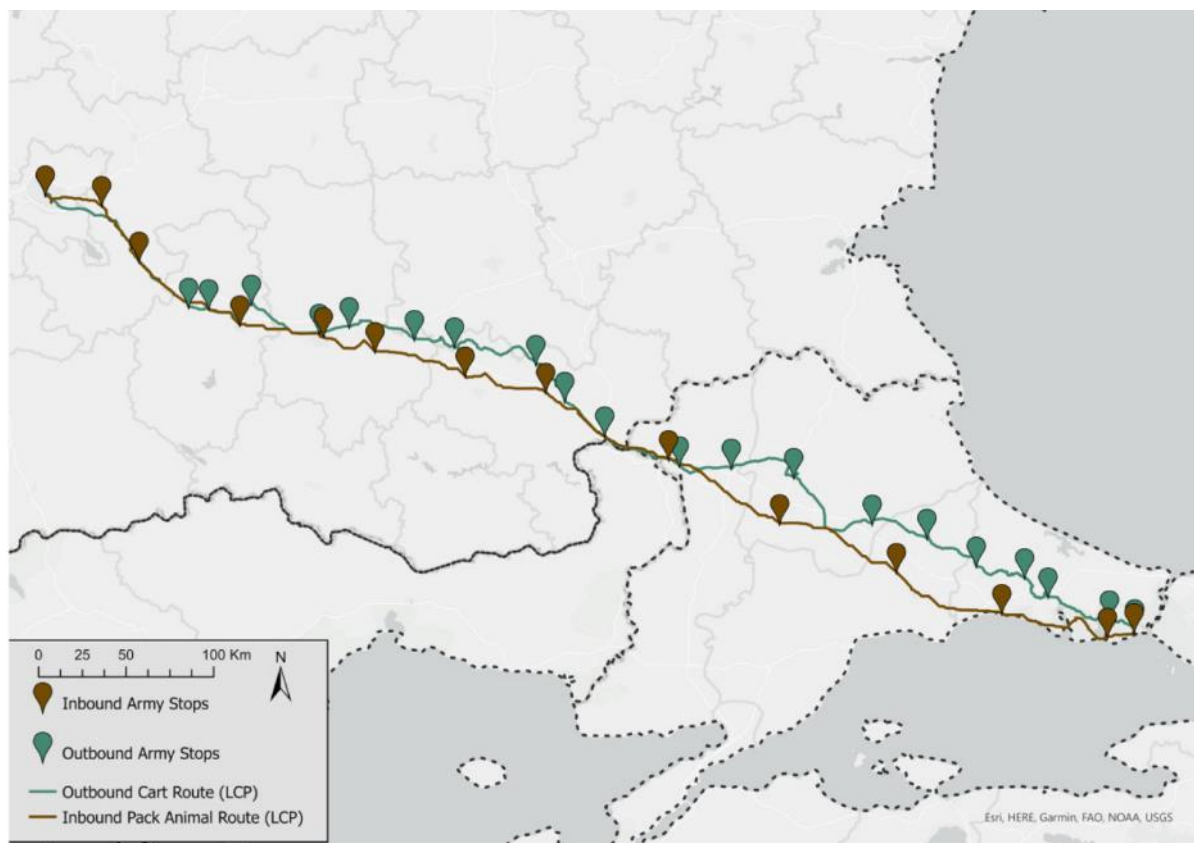 0 25 50 100 Km
N
Inbound Army Stops
Outbound Army Stops
Outbound Cart Route (LCP)
Inbound Pack Animal Route (LCP)
Esri, HERE, Garmin, FAO, NOAA, USGS